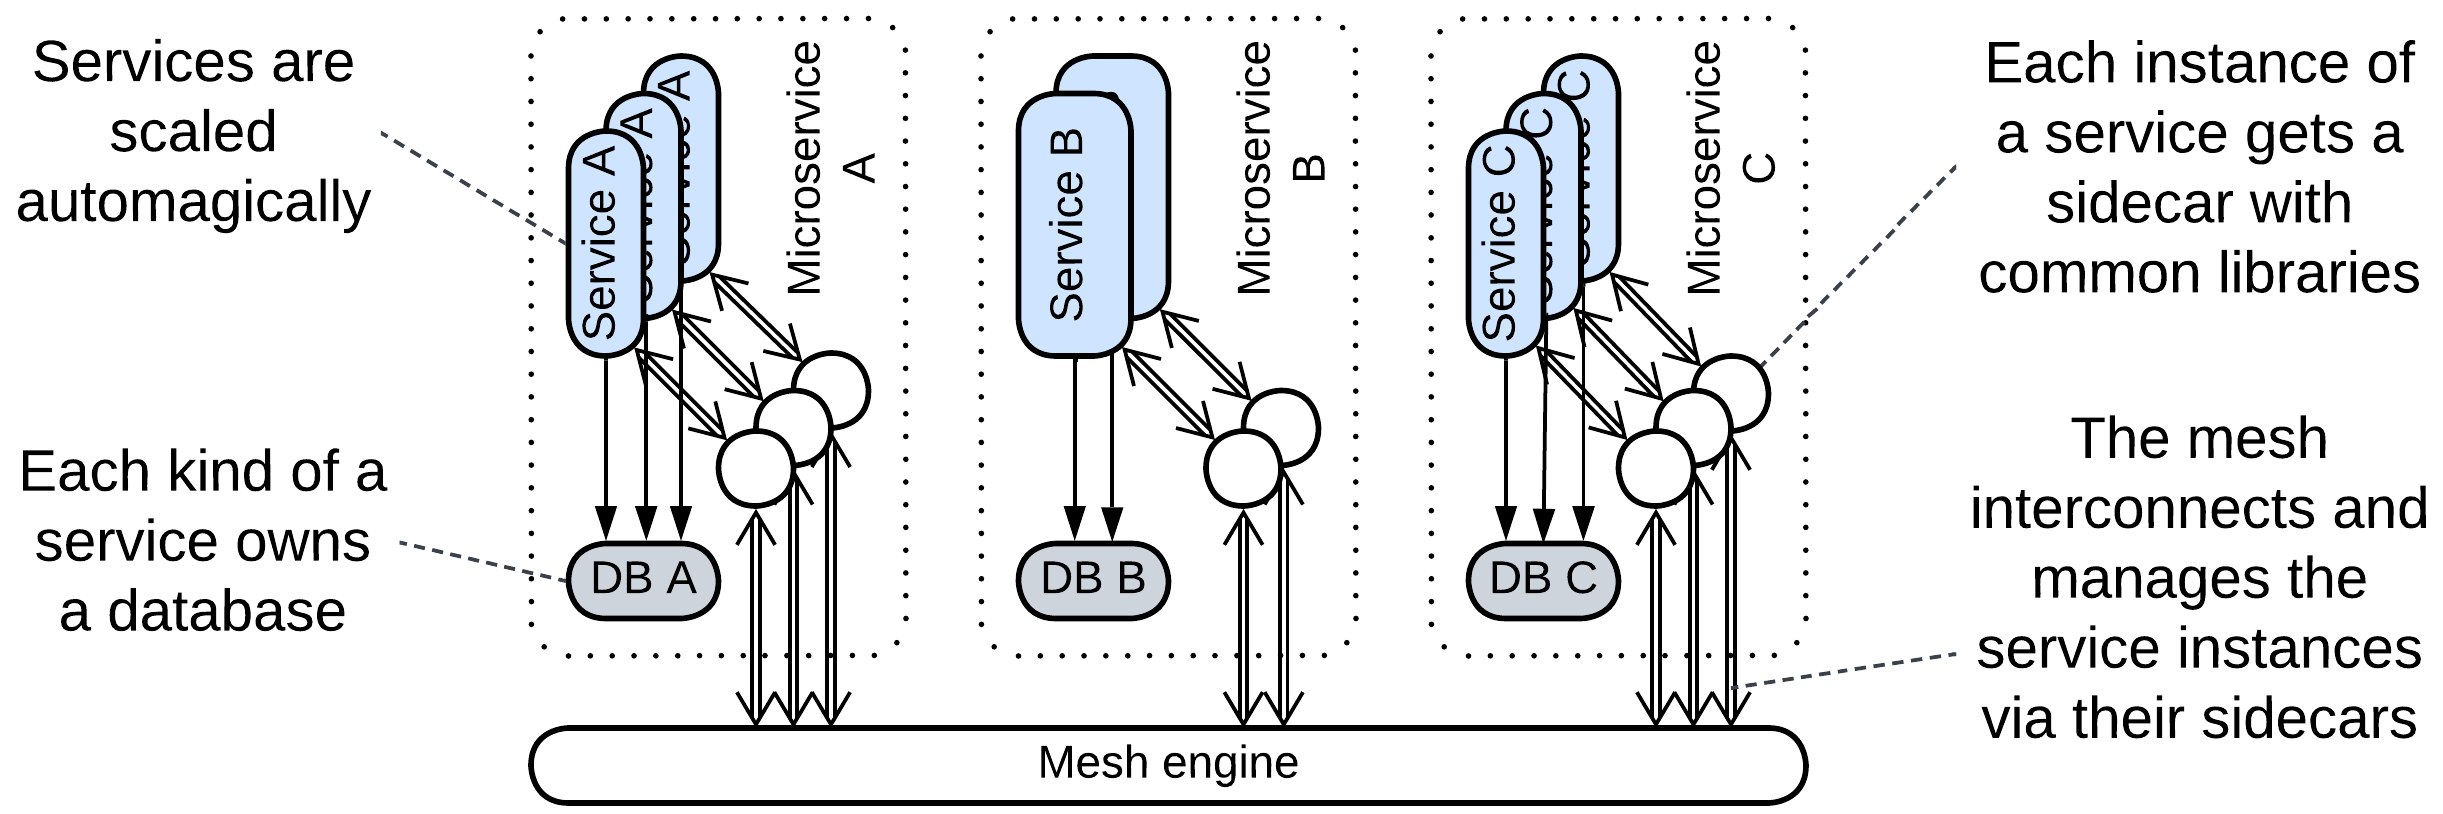 Services are
scaled
automagically
Each kind of a
service owns
a database
Service A
Service A
Service A
Microservice
A
DB A
Service B
Microservice
B
DB B
Service C
Service C
Service C
Microservice
C
DB C
Mesh engine
Each instance of
a service gets a
sidecar with
common libraries
The mesh
interconnects and
manages the
service instances
via their sidecars